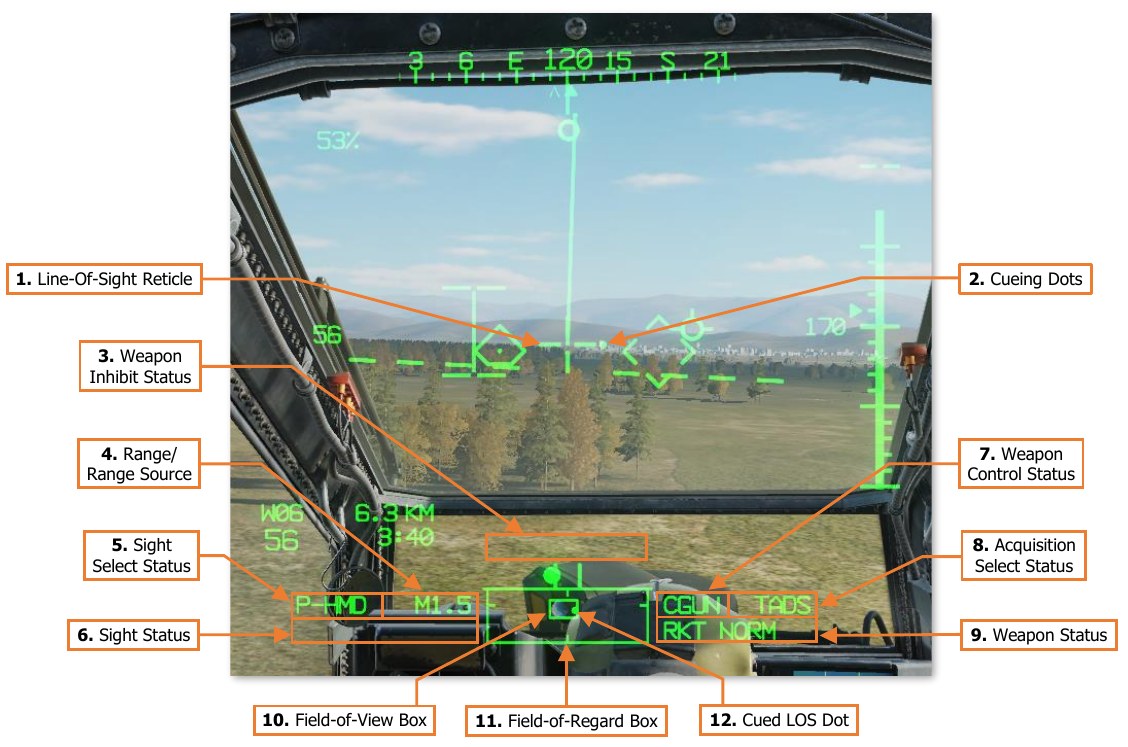 3 6 E 120 15 S 21
53%
1. Line-Of-Sight Reticle
2. Cueing Dots
56
170
3. Weapon
Inhibit Status
4. Range/
Range Source
7. Weapon
Control Status
W06
6.3 KM
56
3:40
5. Sight
Select Status
8. Acquisition
Select Status
P-HMD
M1.5
CGUN
TADS
6. Sight Status
RKT NORM
9. Weapon Status
10. Field-of-View Box
11. Field-of-Regard Box
12. Cued LOS Dot